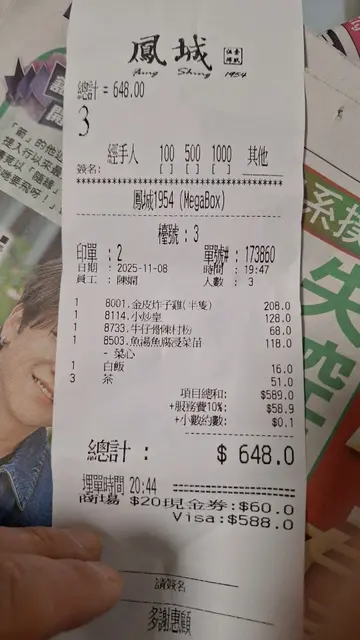 鳳城
Fung Shing 1954
總計 = 648.00
3
經手人 100 500 1000 其他
簽名: [ ] [ ] [ ]
鳳城1954 (MegaBox)
檯號 : 3
印單 : 2 單號# : 173860
日期 : 2025-11-08 時間 : 19:47
員工 : 陳嫻 人數 : 3
1 8001.金皮炸子雞(半隻) 208.0
1 8114.小炒皇 128.0
1 8733.牛仔骨陳村粉 68.0
1 8503.魚湯魚腐浸菜苗 118.0
- 菜心
1 白飯 16.0
3 茶 51.0
項目總和: $589.0
+服務費10%: $58.9
+小數約數: $0.1
總計 : $ 648.0
埋單時間 20:44
商場 $20現金券:$60.0
Visa:$588.0
請簽名
多謝惠顧
系操
失